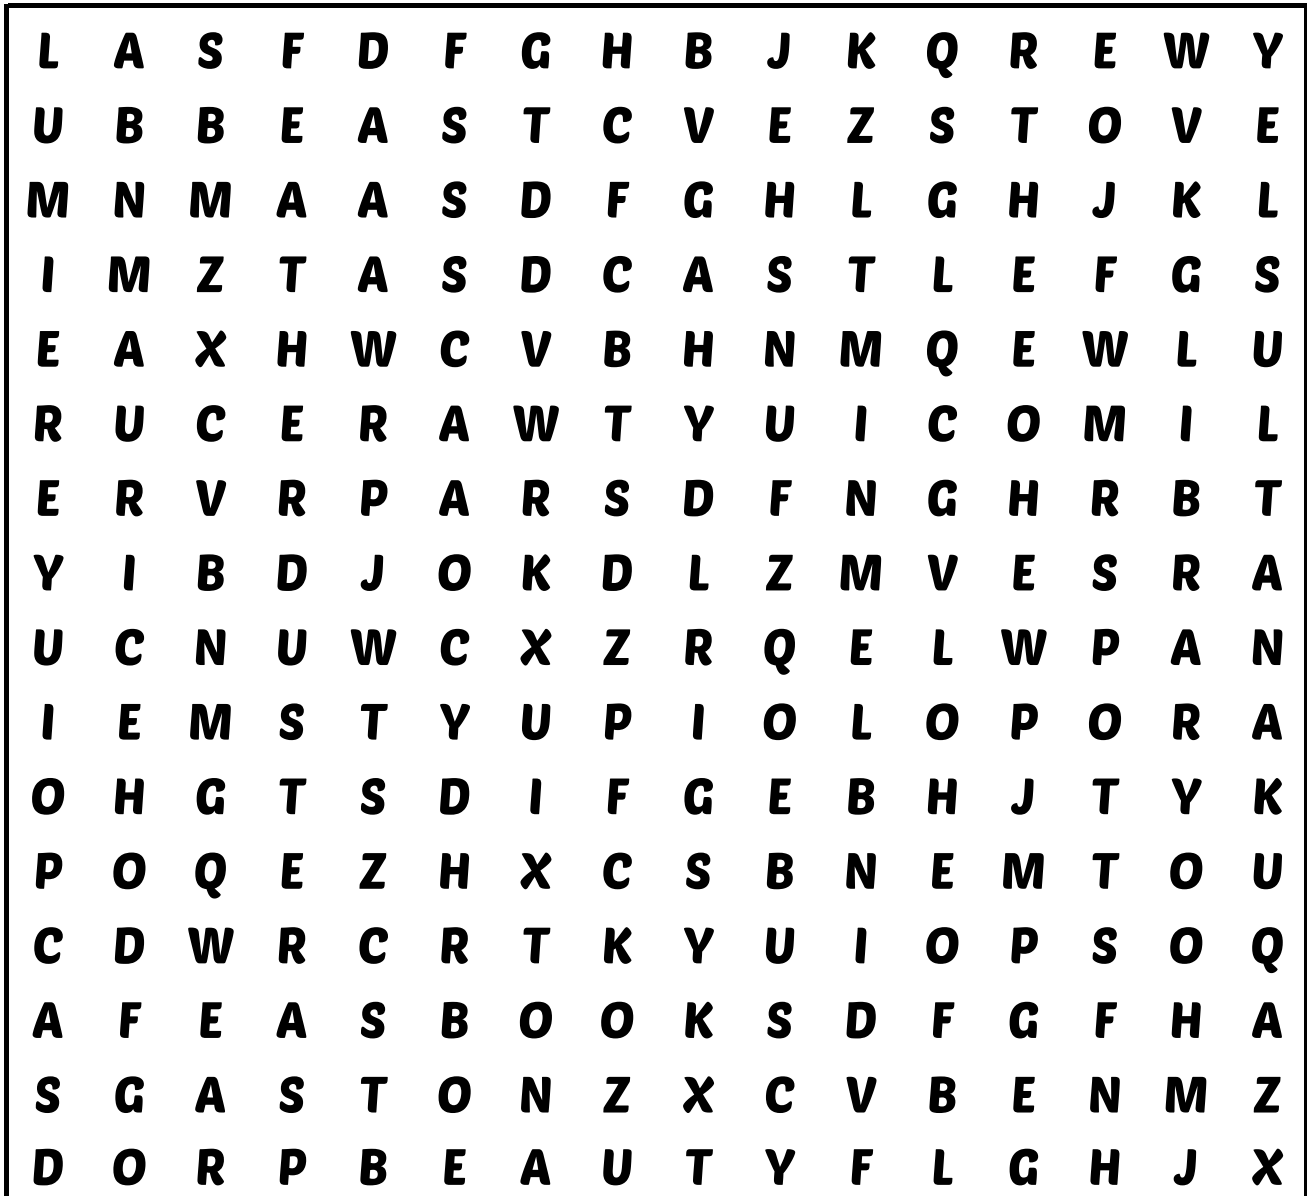 L A S F D F G H B J K Q R E W Y
U B B E A S T C V E Z S T O V E
M N M A A S D F G H L G H J K L
I M Z T A S D C A S T L E F G S
E A X H W C V B H N M Q E W L U
R U C E R A W T Y U I C O M I L
E R V R P A R S D F N G H R B T
Y I B D J O K D L Z M V E S R A
U C N U W C X Z R Q E L W P A N
I E M S T Y U P I O L O P O R A
O H G T S D I F G E B H J T Y K
P O Q E Z H X C S B N E M T O U
C D W R C R T K Y U I O P S O Q
A F E A S B O O K S D F G F H A
S G A S T O N Z X C V B E N M Z
D O R P B E A U T Y F L G H J X